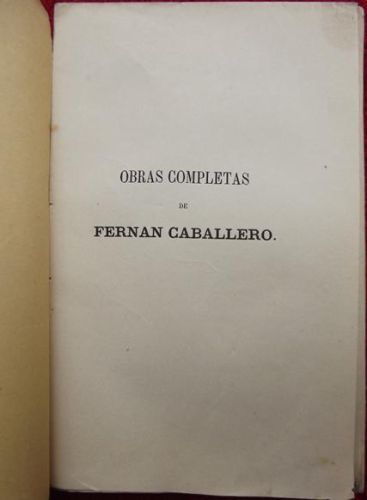 OBRAS COMPLETAS
DE
FERNAN CABALLERO.